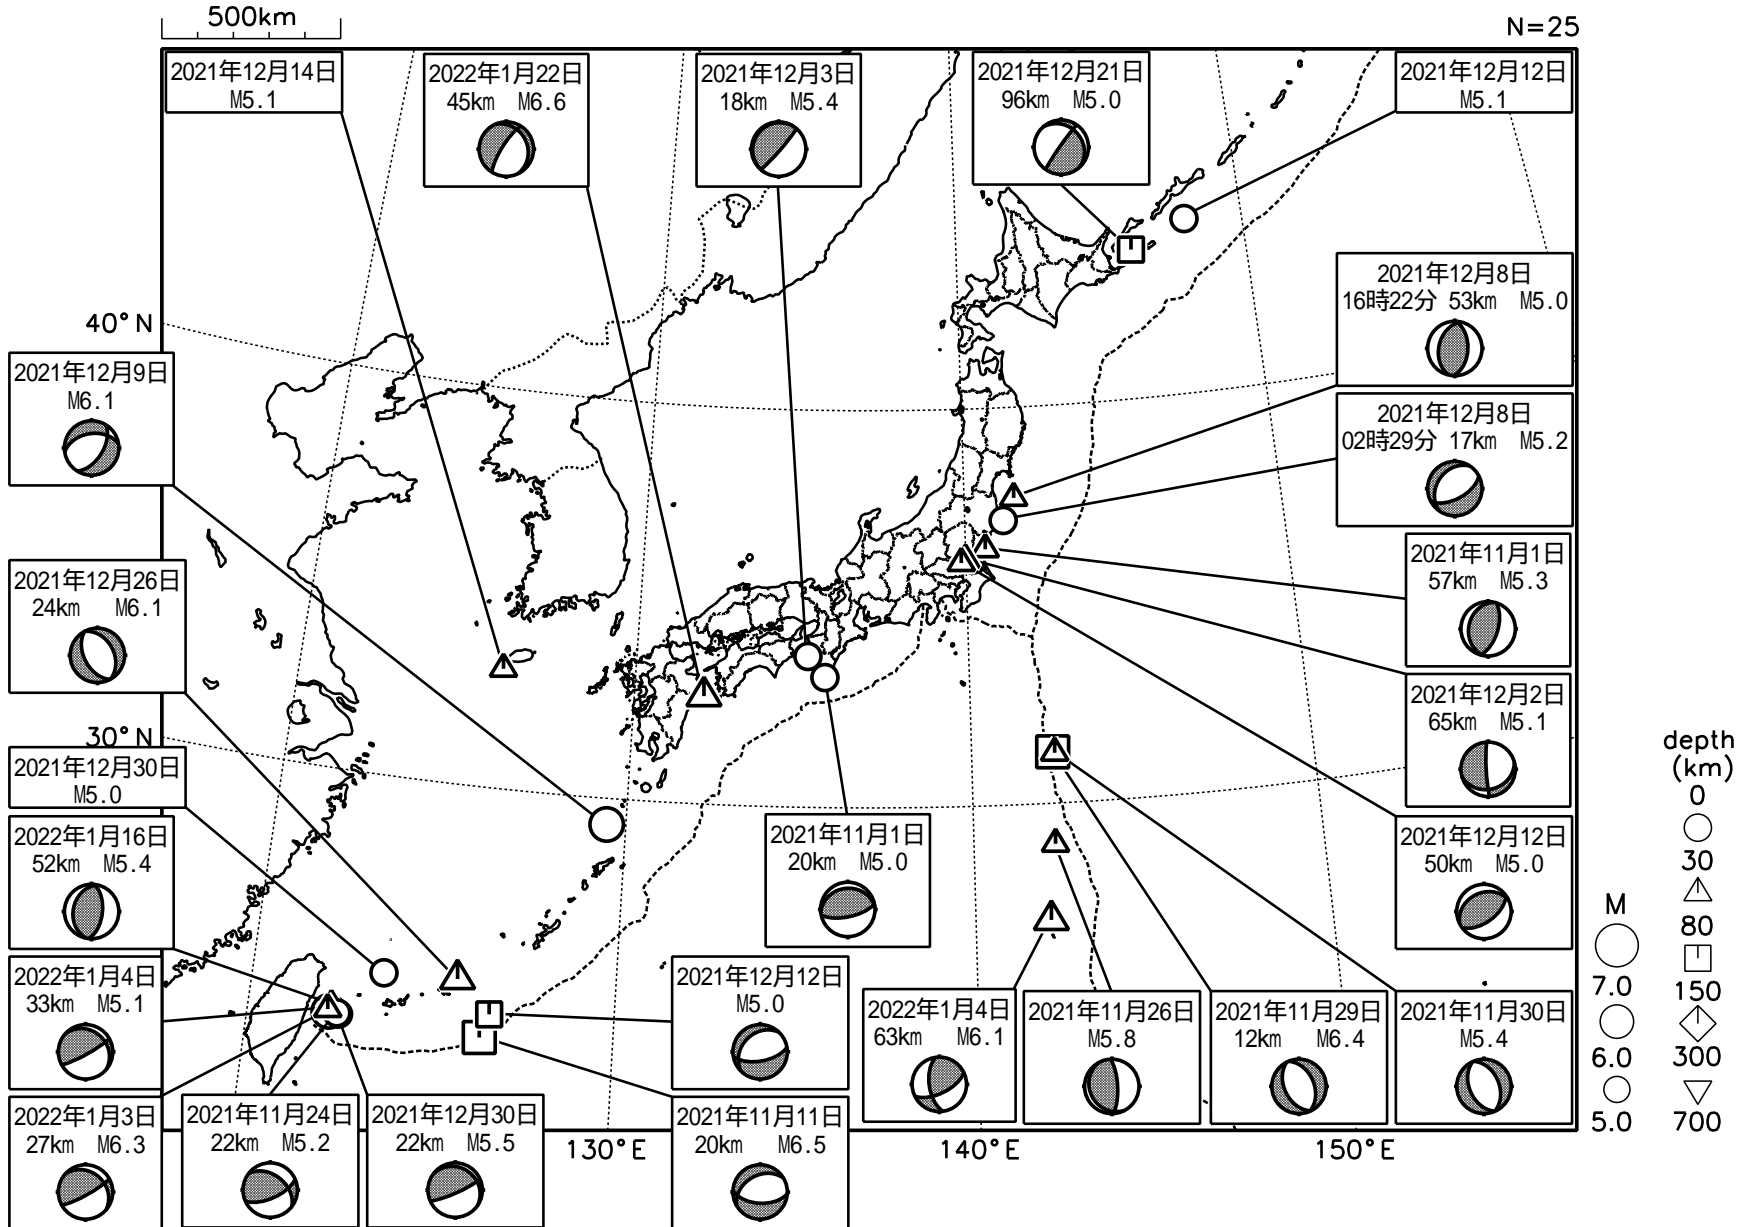 500km
N=25
2021年12月14日
M5.1
2022年1月22日
45km M6.6
2021年12月3日
18km M5.4
2021年12月21日
96km M5.0
2021年12月12日
M5.1
2021年12月8日
16時22分 53km M5.0
40°N
2021年12月9日
M6.1
2021年12月8日
02時29分 17km M5.2
2021年11月1日
57km M5.3
2021年12月26日
24km M6.1
2021年12月2日
65km M5.1
30°N
2021年12月30日
M5.0
2022年1月16日
52km M5.4
2021年11月1日
20km M5.0
2021年12月12日
50km M5.0
2022年1月4日
33km M5.1
2021年12月12日
M5.0
2022年1月4日
63km M6.1
2021年11月26日
M5.8
2021年11月29日
12km M6.4
2021年11月30日
M5.4
2022年1月3日
27km M6.3
2021年11月24日
22km M5.2
2021年12月30日
22km M5.5
2021年11月11日
20km M6.5
130°E
140°E
150°E
M
7.0
6.0
5.0
depth
(km)
0
30
80
150
300
700